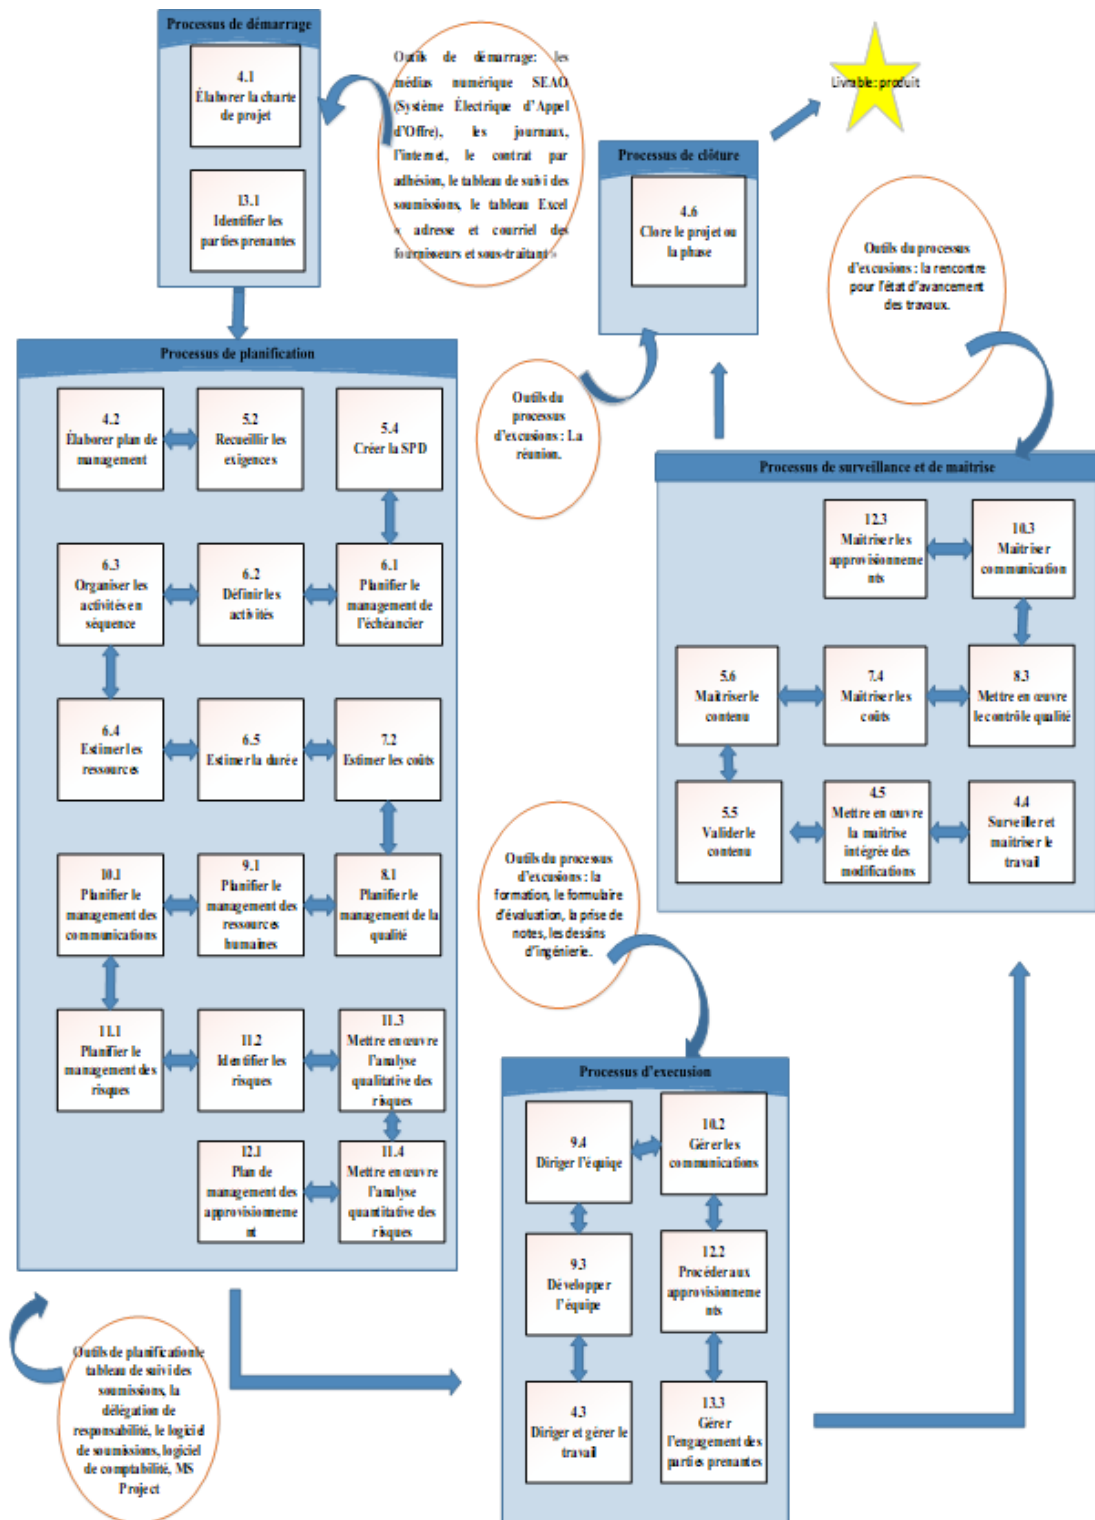 Processus de démarrage
4.1
Élaborer la charte
de projet
13.1
Identifier les
parties prenantes
Outils de démarrage: les
médias numérique SEAO
(Système Électrique d’Appel
d’Offre), les journaux,
l’internet, le contrat par
adhésion, le tableau de suivi des
soumissions, le tableau Excel
« adresse et courriel des
fournisseurs et sous-traitant »
Livrable: produit
Processus de clôture
4.6
Clore le projet ou
la phase
Outils du processus
d’excusions : la rencontre
pour l’état d’avancement
des travaux.
Outils du
processus
d’excusions : La
réunion.
Processus de planification
4.2
Élaborer plan de
management
5.2
Recueillir les
exigences
5.4
Créer la SPD
6.3
Organiser les
activités en
séquence
6.2
Définir les
activités
6.1
Planifier le
management de
l’échéancier
6.4
Estimer les
ressources
6.5
Estimer la durée
7.2
Estimer les coûts
10.1
Planifier le
management des
communications
9.1
Planifier le
management des
ressources
humaines
8.1
Planifier le
management de la
qualité
11.1
Planifier le
management des
risques
11.2
Identifier les
risques
11.3
Mettre en œuvre
l’analyse
qualitative des
risques
12.1
Plan de
management des
approvisionneme
nt
11.4
Mettre en œuvre
l’analyse
quantitative des
risques
Outils de planification le
tableau de suivi des
soumissions, la
délégation de
responsabilité, le logiciel
de soumissions, logiciel
de comptabilité, MS
Project
Processus de surveillance et de maîtrise
12.3
Maîtriser les
approvisionneme
nts
10.3
Maîtriser
communication
5.6
Maîtriser le
contenu
7.4
Maîtriser les
coûts
8.3
Mettre en œuvre
le contrôle qualité
5.5
Valider le
contenu
4.5
Mettre en œuvre
la maîtrise
intégrée des
modifications
4.4
Surveiller et
maîtriser le
travail
Outils du processus
d’excusions : la
formation, le formulaire
d’évaluation, la prise de
notes, les dessins
d’ingénierie.
Processus d’execusion
9.4
Diriger l’équiqe
10.2
Gérer les
communications
9.3
Développer
l’équipe
12.2
Procéder aux
approvisionneme
nts
4.3
Diriger et gérer le
travail
13.3
Gérer
l’engagement des
parties prenantes